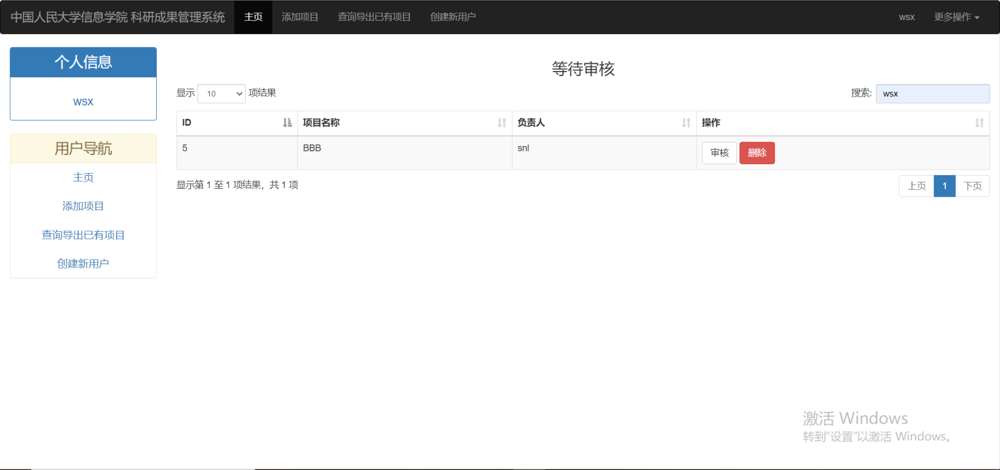 中国人民大学信息学院 科研成果管理系统 主页 添加项目 查询导出已有项目 创建新用户 wsx 更多操作
个人信息
wsx
用户导航
主页
添加项目
查询导出已有项目
创建新用户
等待审核
显示 10 项结果 搜索: wsx
ID 项目名称 负责人 操作
5 BBB snl 审核 删除
显示第 1 至 1 项结果，共 1 项 上页 1 下页
激活 Windows
转到“设置”以激活 Windows。